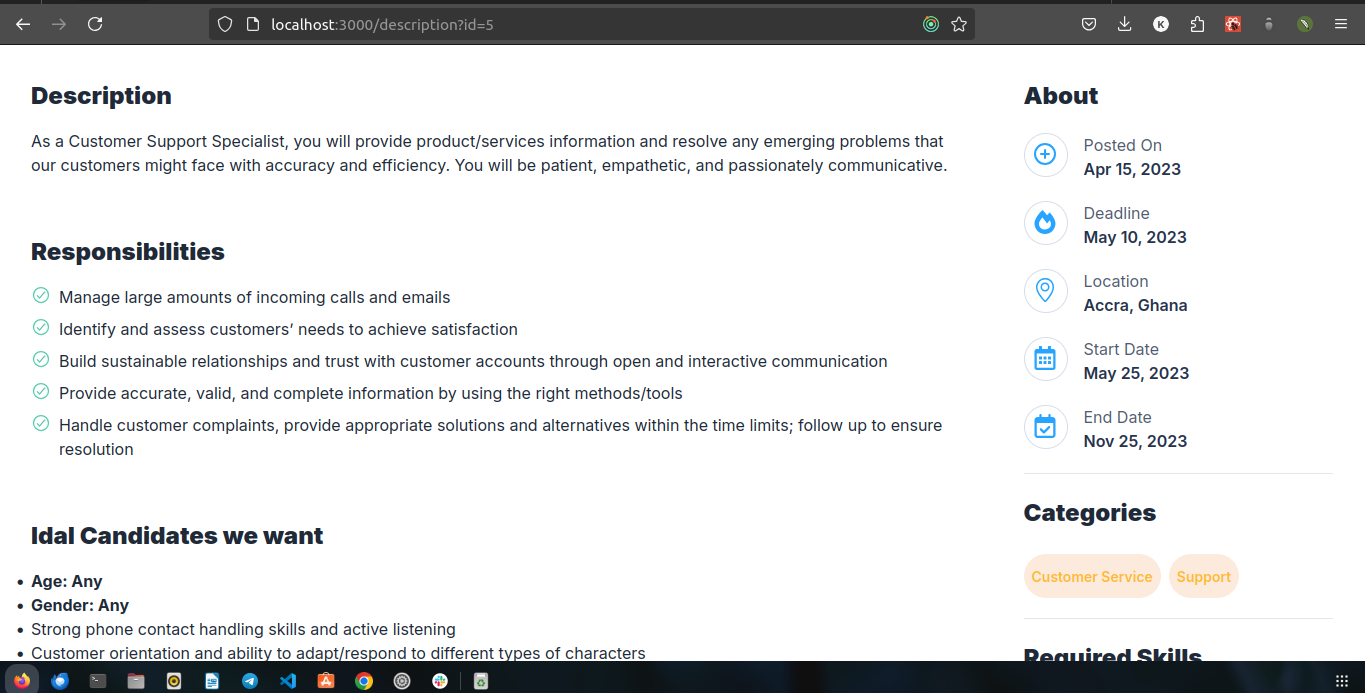 localhost:3000/description?id=5
K
Description
As a Customer Support Specialist, you will provide product/services information and resolve any emerging problems that
our customers might face with accuracy and efficiency. You will be patient, empathetic, and passionately communicative.
Responsibilities
Manage large amounts of incoming calls and emails
Identify and assess customers’ needs to achieve satisfaction
Build sustainable relationships and trust with customer accounts through open and interactive communication
Provide accurate, valid, and complete information by using the right methods/tools
Handle customer complaints, provide appropriate solutions and alternatives within the time limits; follow up to ensure
resolution
Idal Candidates we want
• Age: Any
• Gender: Any
• Strong phone contact handling skills and active listening
• Customer orientation and ability to adapt/respond to different types of characters
About
Posted On
Apr 15, 2023
Deadline
May 10, 2023
Location
Accra, Ghana
Start Date
May 25, 2023
End Date
Nov 25, 2023
Categories
Customer Service
Support
Required Skills